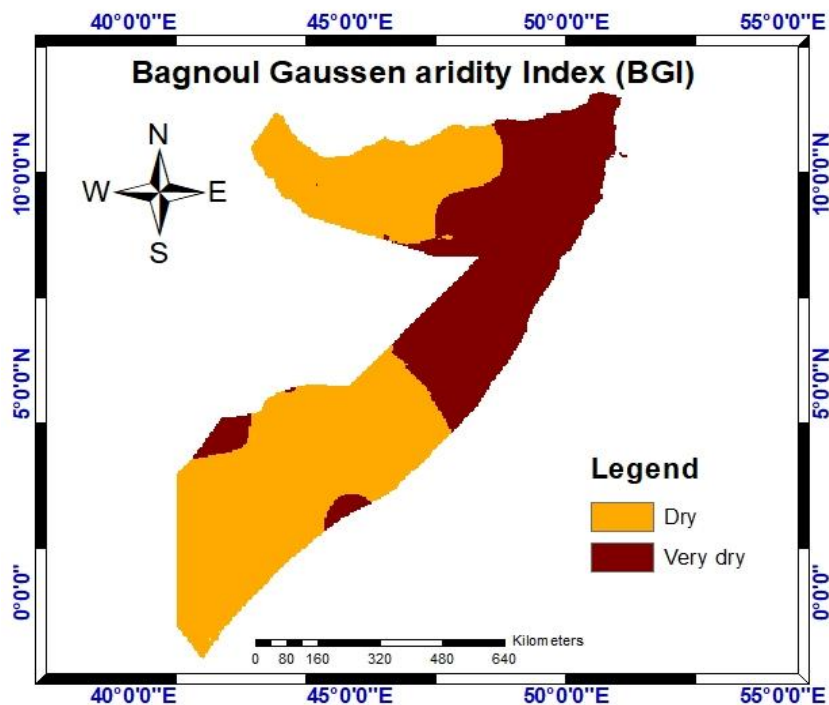 40°0'0"E 45°0'0"E 50°0'0"E 55°0'0"E
Bagnoul Gaussen aridity Index (BGI)
N
W E
S
10°0'0"N 10°0'0"N
5°0'0"N 5°0'0"N
Legend
Dry
Very dry
0°0'0" 0°0'0"
Kilometers
0 80 160 320 480 640
40°0'0"E 45°0'0"E 50°0'0"E 55°0'0"E